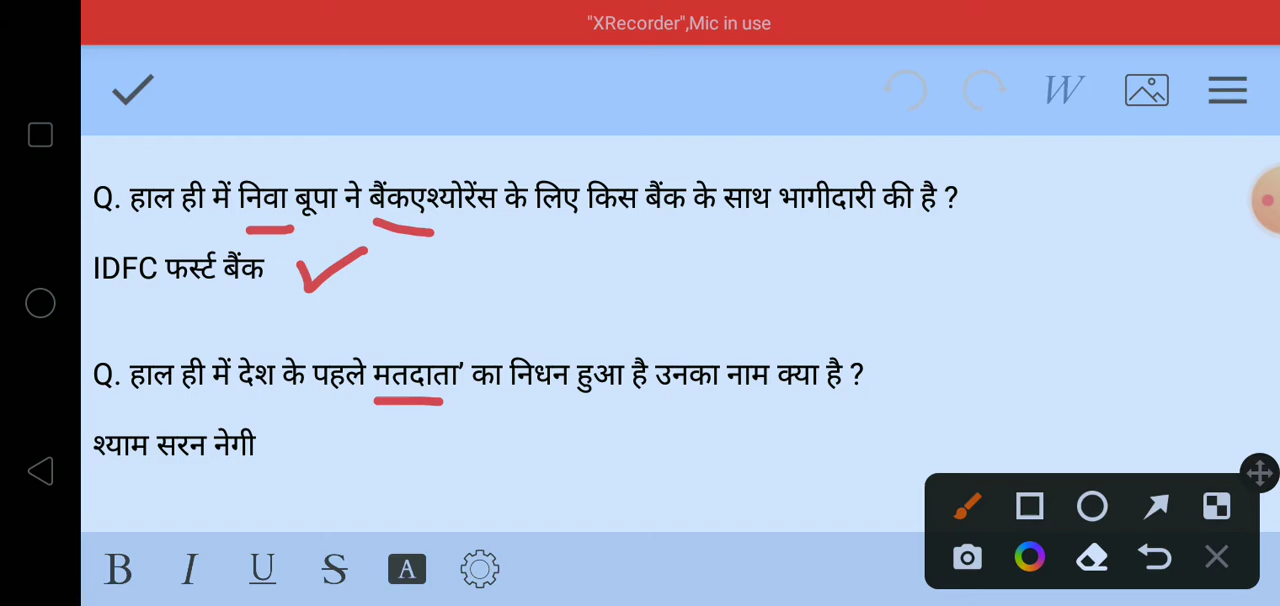 "XRecorder",Mic in use
W
Q. हाल ही में निवा बूपा ने बैंकएश्योरेंस के लिए किस बैंक के साथ भागीदारी की है ?
IDFC फर्स्ट बैंक
Q. हाल ही में देश के पहले मतदाता’ का निधन हुआ है उनका नाम क्या है ?
श्याम सरन नेगी
B I U S A